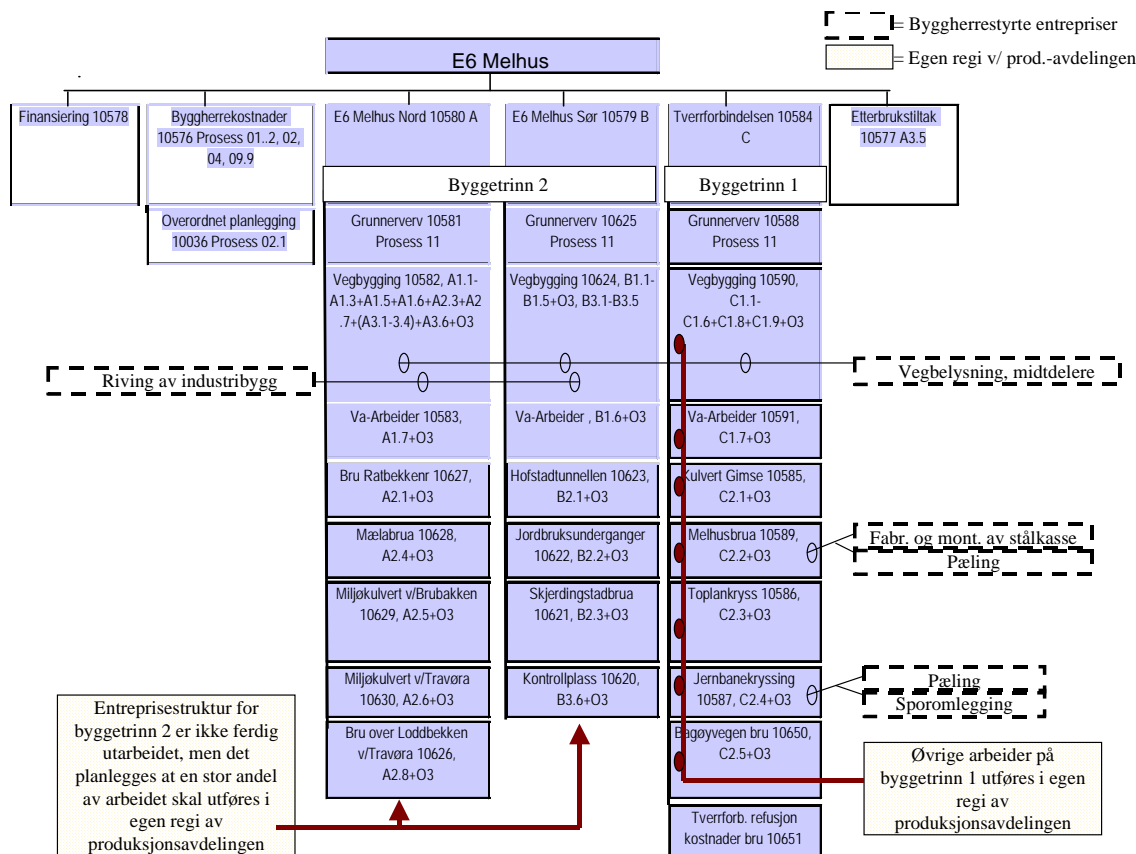 = Byggherrestyrte entrepriser
= Egen regi v/ prod.-avdelingen
E6 Melhus
Finansiering 10578
Byggherrekostnader
10576 Prosess 01..2, 02,
04, 09.9
E6 Melhus Nord 10580 A
E6 Melhus Sør 10579 B
Tverrforbindelsen 10584
C
Etterbrukstiltak
10577 A3.5
Byggetrinn 2
Byggetrinn 1
Overordnet planlegging
10036 Prosess 02.1
Grunnerverv 10581
Prosess 11
Grunnerverv 10625
Prosess 11
Grunnerverv 10588
Prosess 11
Vegbygging 10582, A1.1-
A1.3+A1.5+A1.6+A2.3+A2
.7+(A3.1-3.4)+A3.6+O3
Vegbygging 10624, B1.1-
B1.5+O3, B3.1-B3.5
Vegbygging 10590,
C1.1-
C1.6+C1.8+C1.9+O3
Riving av industribygg
Vegbelysning, midtdelere
Va-Arbeider 10583,
A1.7+O3
Va-Arbeider , B1.6+O3
Va-Arbeider 10591,
C1.7+O3
Bru Ratbekkenr 10627,
A2.1+O3
Hofstadtunnellen 10623,
B2.1+O3
Kulvert Gimse 10585,
C2.1+O3
Mælabrua 10628,
A2.4+O3
Jordbruksunderganger
10622, B2.2+O3
Melhusbrua 10589,
C2.2+O3
Fabr. og mont. av stålkasse
Pæling
Miljøkulvert v/Brubakken
10629, A2.5+O3
Skjerdingstadbrua
10621, B2.3+O3
Toplankryss 10586,
C2.3+O3
Miljøkulvert v/Travøra
10630, A2.6+O3
Kontrollplass 10620,
B3.6+O3
Jernbanekryssing
10587, C2.4+O3
Pæling
Sporomlegging
Bru over Loddbekken
v/Travøra 10626,
A2.8+O3
Bagøyvegen bru 10650,
C2.5+O3
Tverrforb. refusjon
kostnader bru 10651
Entreprisestruktur for
byggetrinn 2 er ikke ferdig
utarbeidet, men det
planlegges at en stor andel
av arbeidet skal utføres i
egen regi av
produksjonsavdelingen
Øvrige arbeider på
byggetrinn 1 utføres i egen
regi av
produksjonsavdelingen